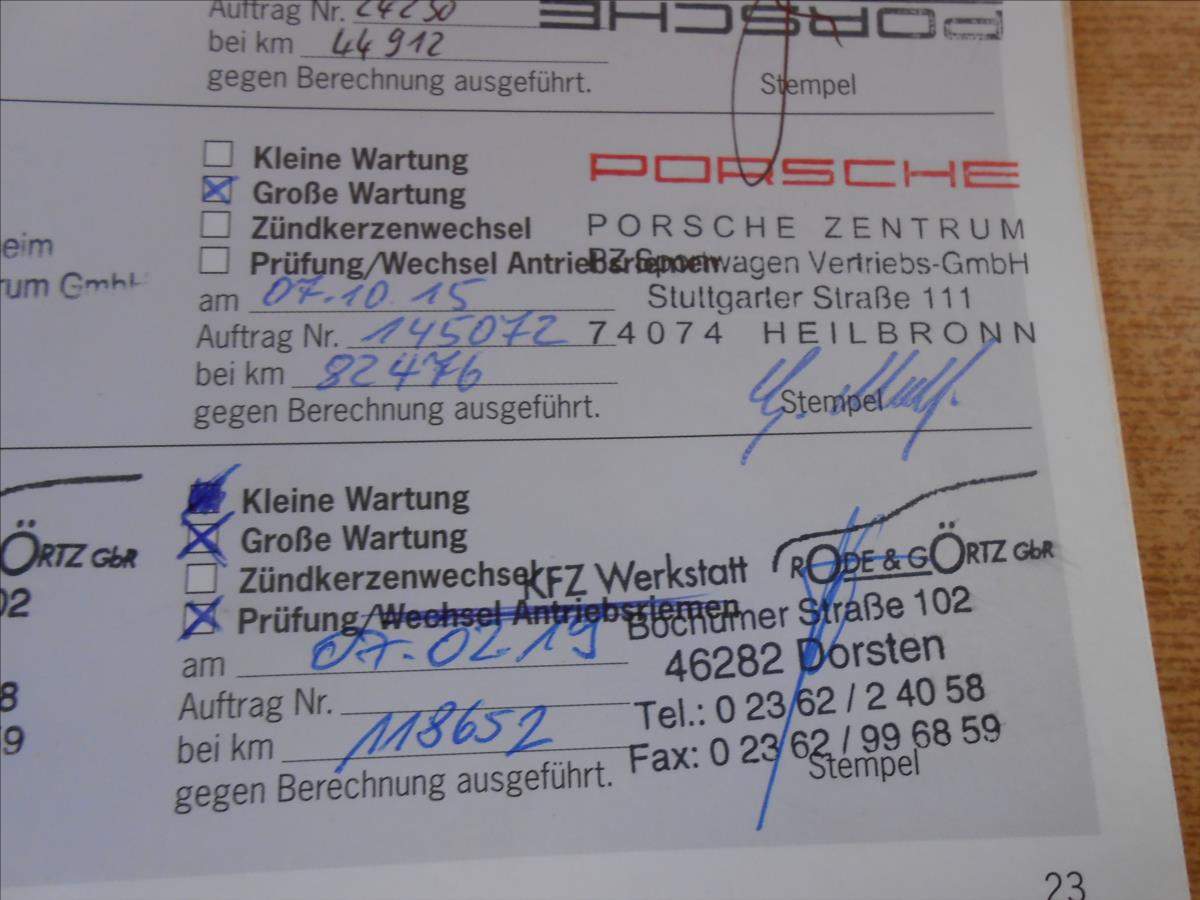 Auftrag Nr. 24250
PORSCHE
bei km 44 912
gegen Berechnung ausgeführt.
Stempel
Kleine Wartung
Große Wartung
Zündkerzenwechsel
Prüfung/Wechsel Antriebsriemen
am 07.10.15
Auftrag Nr. 145072
bei km 82476
gegen Berechnung ausgeführt.
PORSCHE
PORSCHE ZENTRUM
BZ Sportwagen Vertriebs-GmbH
Stuttgarter Straße 111
74074 HEILBRONN
Stempel
eim
rum GmbH
Kleine Wartung
Große Wartung
Zündkerzenwechsel
Prüfung/Wechsel Antriebsriemen
am 07.02.19
Auftrag Nr.
bei km 118652
gegen Berechnung ausgeführt.
KFZ Werkstatt RODE & GÖRTZ GbR
Bochumer Straße 102
46282 Dorsten
Tel.: 0 23 62 / 2 40 58
Fax: 0 23 62 / 99 68 59
Stempel
ÖRTZ GbR
02
8
9
23